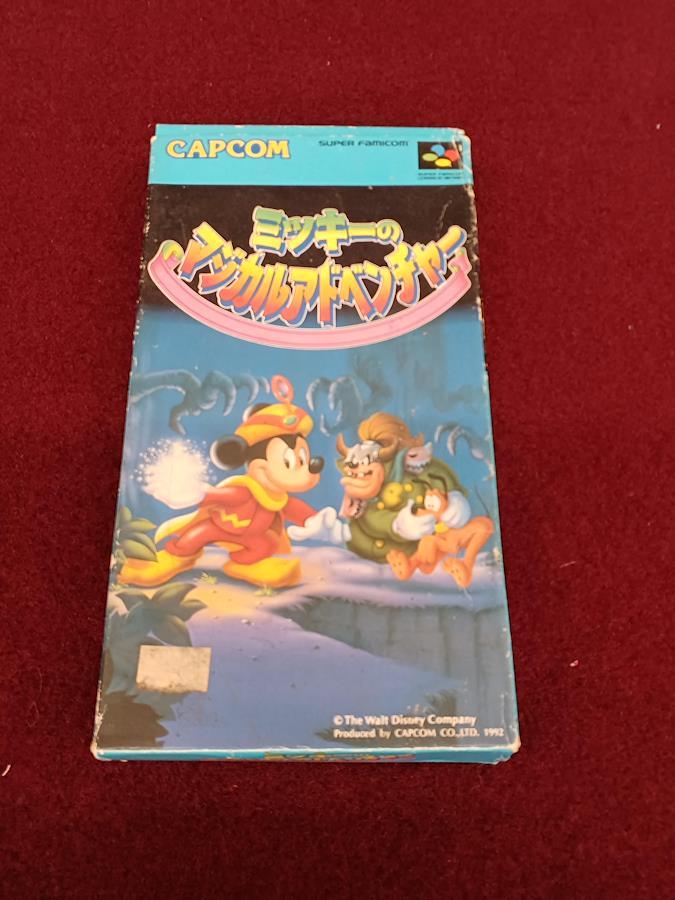 CAPCOM
SUPER Famicom
ミッキーの
マジカルアドベンチャー
© The Walt Disney Company
Produced by CAPCOM CO.,LTD. 1992